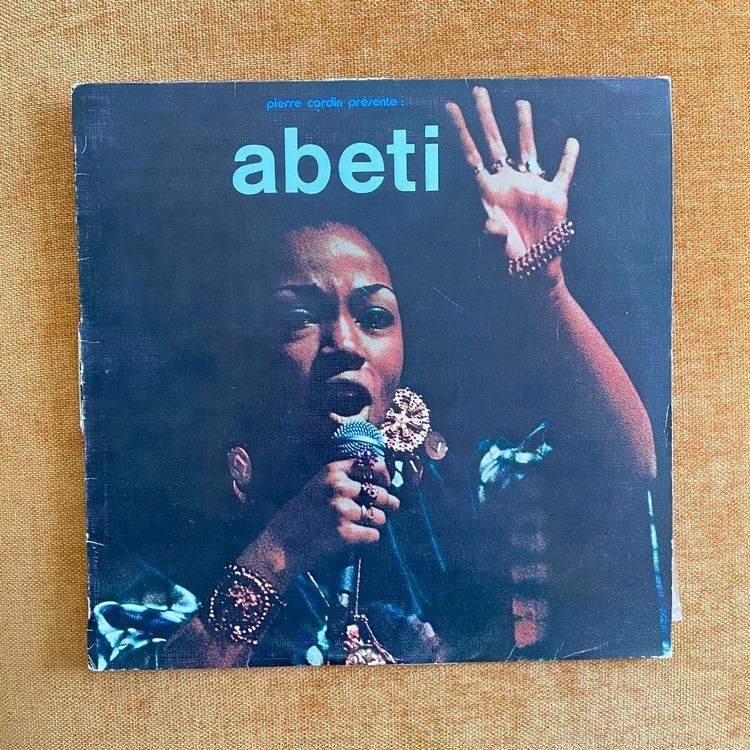 pierre cardin présente :
abeti